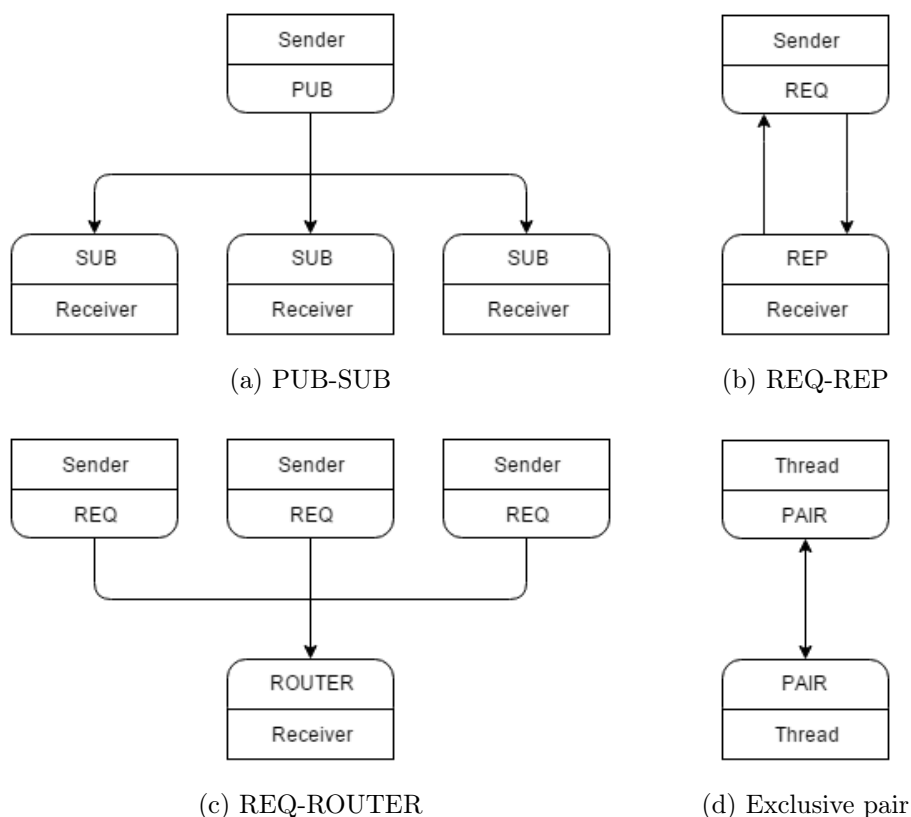 Sender
PUB
SUB
Receiver
SUB
Receiver
SUB
Receiver
(a) PUB-SUB
Sender
REQ
REP
Receiver
(b) REQ-REP
Sender
REQ
Sender
REQ
Sender
REQ
ROUTER
Receiver
(c) REQ-ROUTER
Thread
PAIR
PAIR
Thread
(d) Exclusive pair